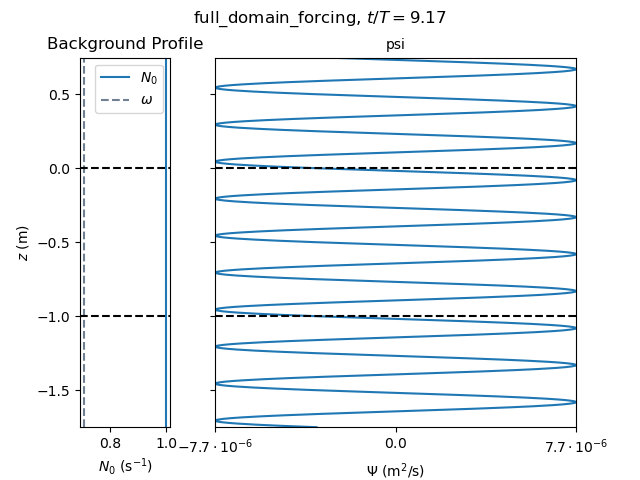 full_domain_forcing, t/T = 9.17
Background Profile
psi
N₀
ω
0.5
0.0
−0.5
−1.0
−1.5
z (m)
0.8
1.0
N₀ (s⁻¹)
−7.7 · 10⁻⁶
0.0
7.7 · 10⁻⁶
Ψ (m²/s)